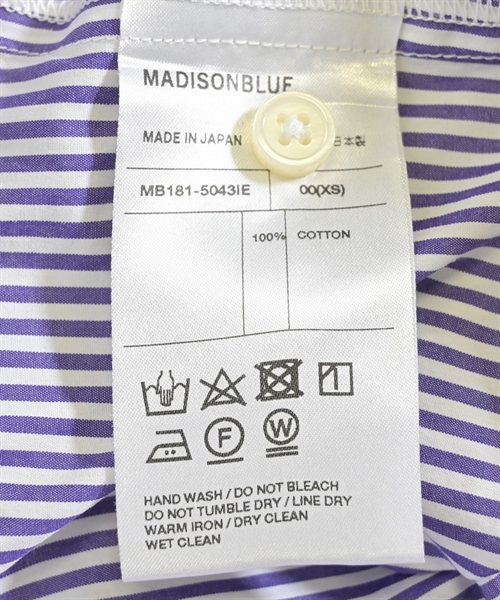 MADISONBLUE
MADE IN JAPAN 日本製
MB181-5043IE 00(XS)
100% COTTON
F W
HAND WASH / DO NOT BLEACH
DO NOT TUMBLE DRY / LINE DRY
WARM IRON / DRY CLEAN
WET CLEAN